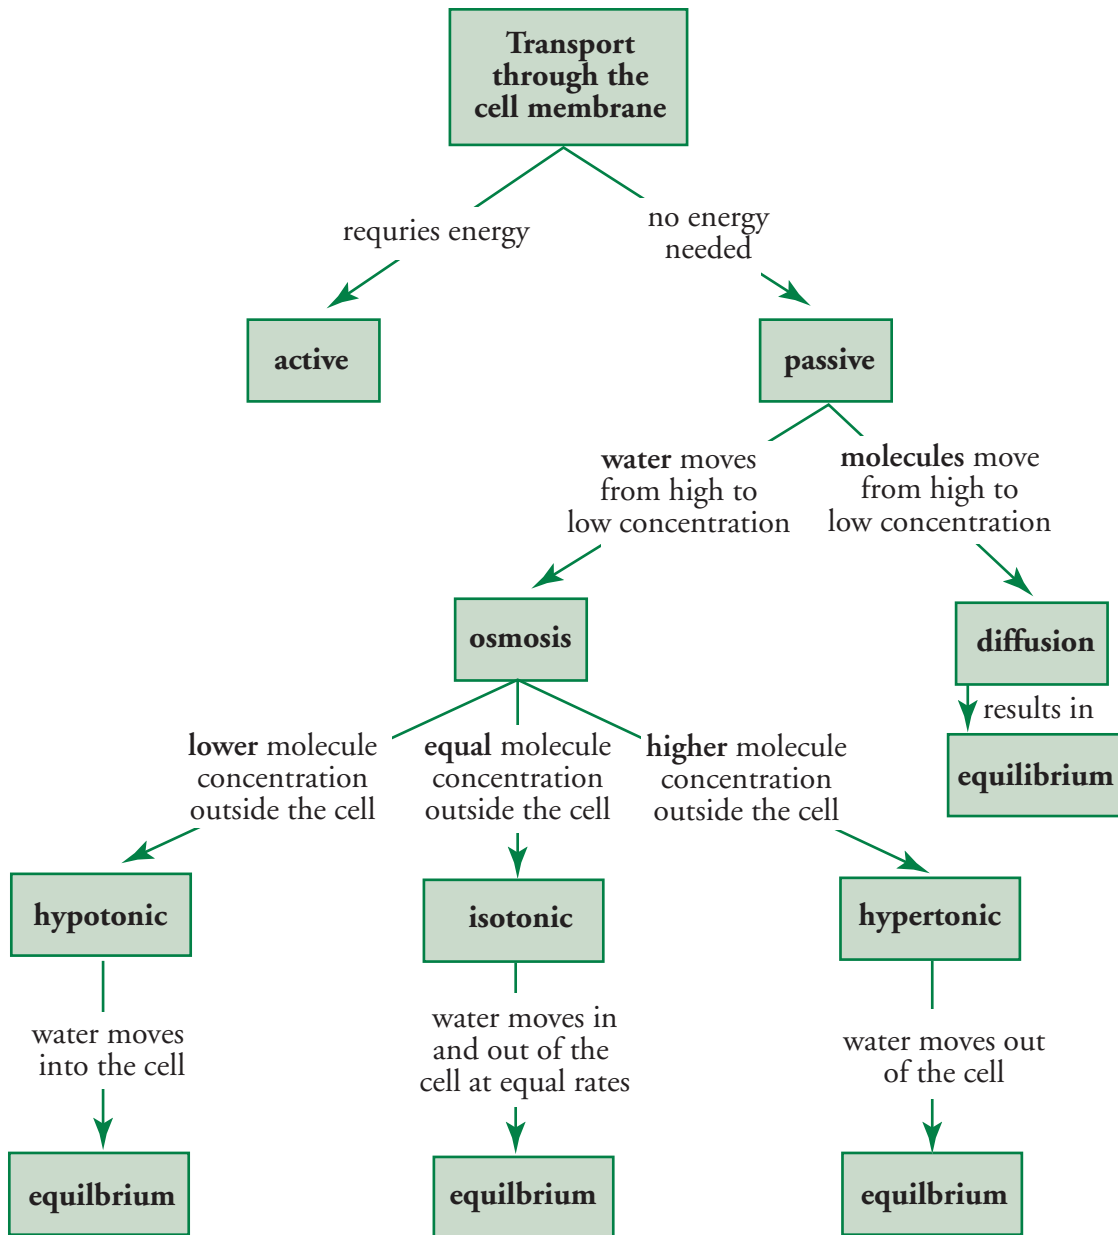 Transport
through the
cell membrane
requries energy
no energy
needed
active
passive
water moves
from high to
low concentration
molecules move
from high to
low concentration
osmosis
diffusion
results in
equilibrium
lower molecule
concentration
outside the cell
equal molecule
concentration
outside the cell
higher molecule
concentration
outside the cell
hypotonic
isotonic
hypertonic
water moves
into the cell
water moves in
and out of the
cell at equal rates
water moves out
of the cell
equilbrium
equilbrium
equilbrium